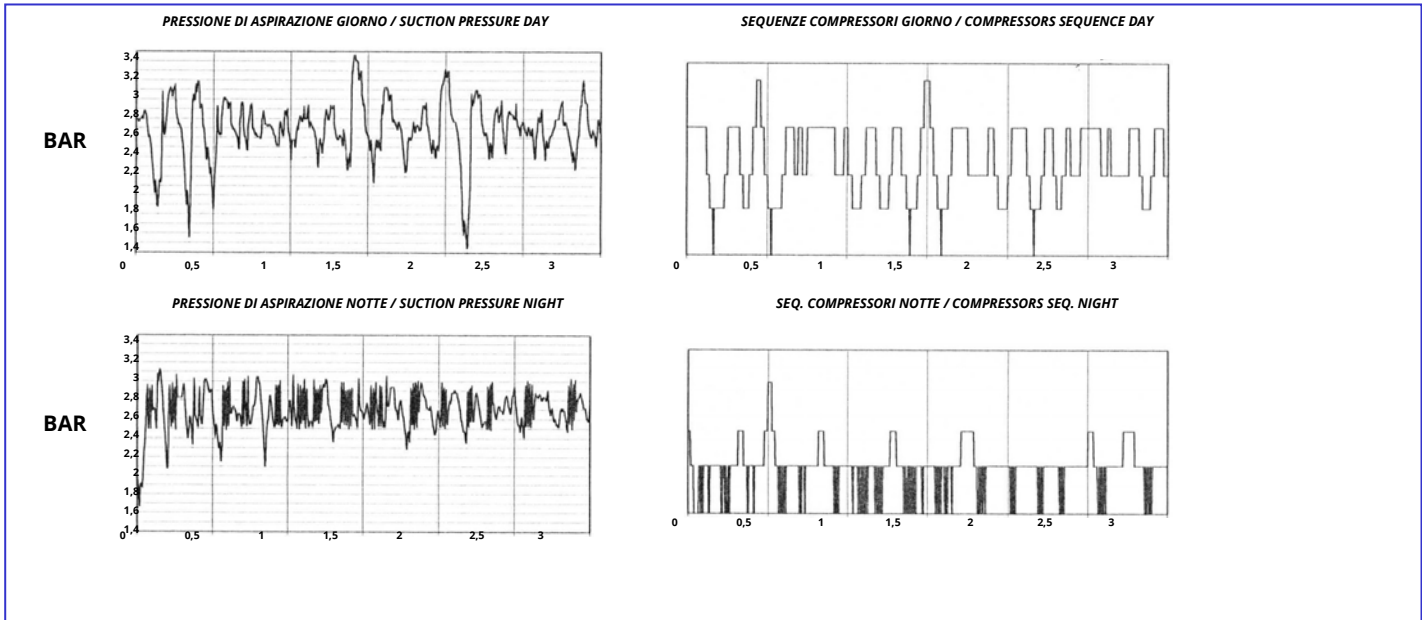 PRESSIONE DI ASPIRAZIONE GIORNO / SUCTION PRESSURE DAY
3,4
3,2
3
2,8
2,6
2,4
2,2
2
1,8
1,6
1,4
BAR
0 0,5 1 1,5 2 2,5 3
SEQUENZE COMPRESSORI GIORNO / COMPRESSORS SEQUENCE DAY
0 0,5 1 1,5 2 2,5 3
PRESSIONE DI ASPIRAZIONE NOTTE / SUCTION PRESSURE NIGHT
3,4
3,2
3
2,8
2,6
2,4
2,2
2
1,8
1,6
1,4
BAR
0 0,5 1 1,5 2 2,5 3
SEQ. COMPRESSORI NOTTE / COMPRESSORS SEQ. NIGHT
0 0,5 1 1,5 2 2,5 3